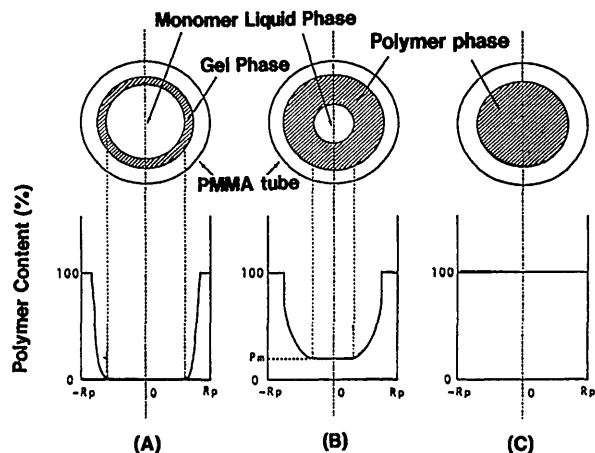 Monomer Liquid Phase
Gel Phase
Polymer phase
PMMA tube
Polymer Content (%)
100
0
-Rp
0
Rp
(A)
100
Pm
0
-Rp
0
Rp
(B)
100
0
-Rp
0
Rp
(C)